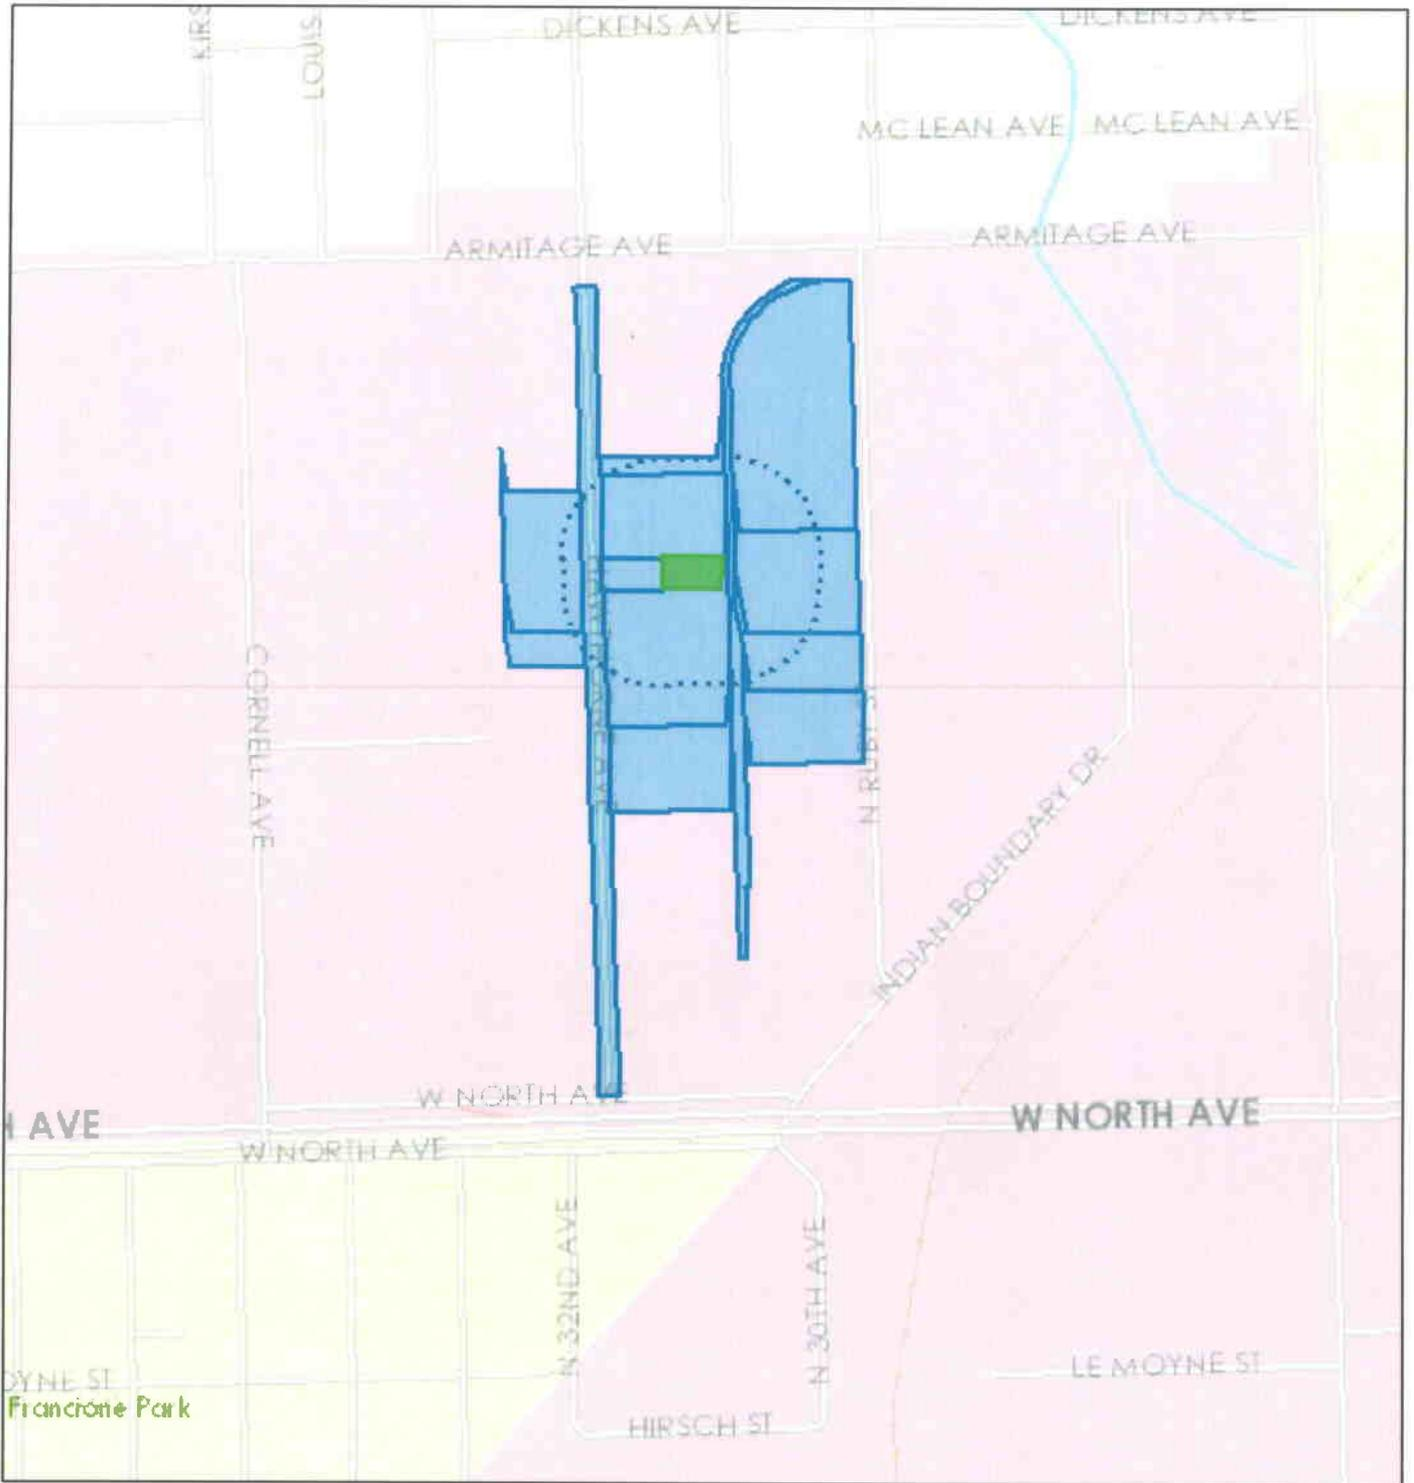 KIRS
LOUIS
DICKENS AVE
DICKENS AVE
MC LEAN AVE
MC LEAN AVE
ARMITAGE AVE
ARMITAGE AVE
CORNELL AVE
N RUBY ST
INDIAN BOUNDARY DR
W NORTH AVE
H AVE
W NORTH AVE
W NORTH AVE
N 32ND AVE
N 30TH AVE
LE MOYNE ST
OYNE ST
Francione Park
HIRSCH ST